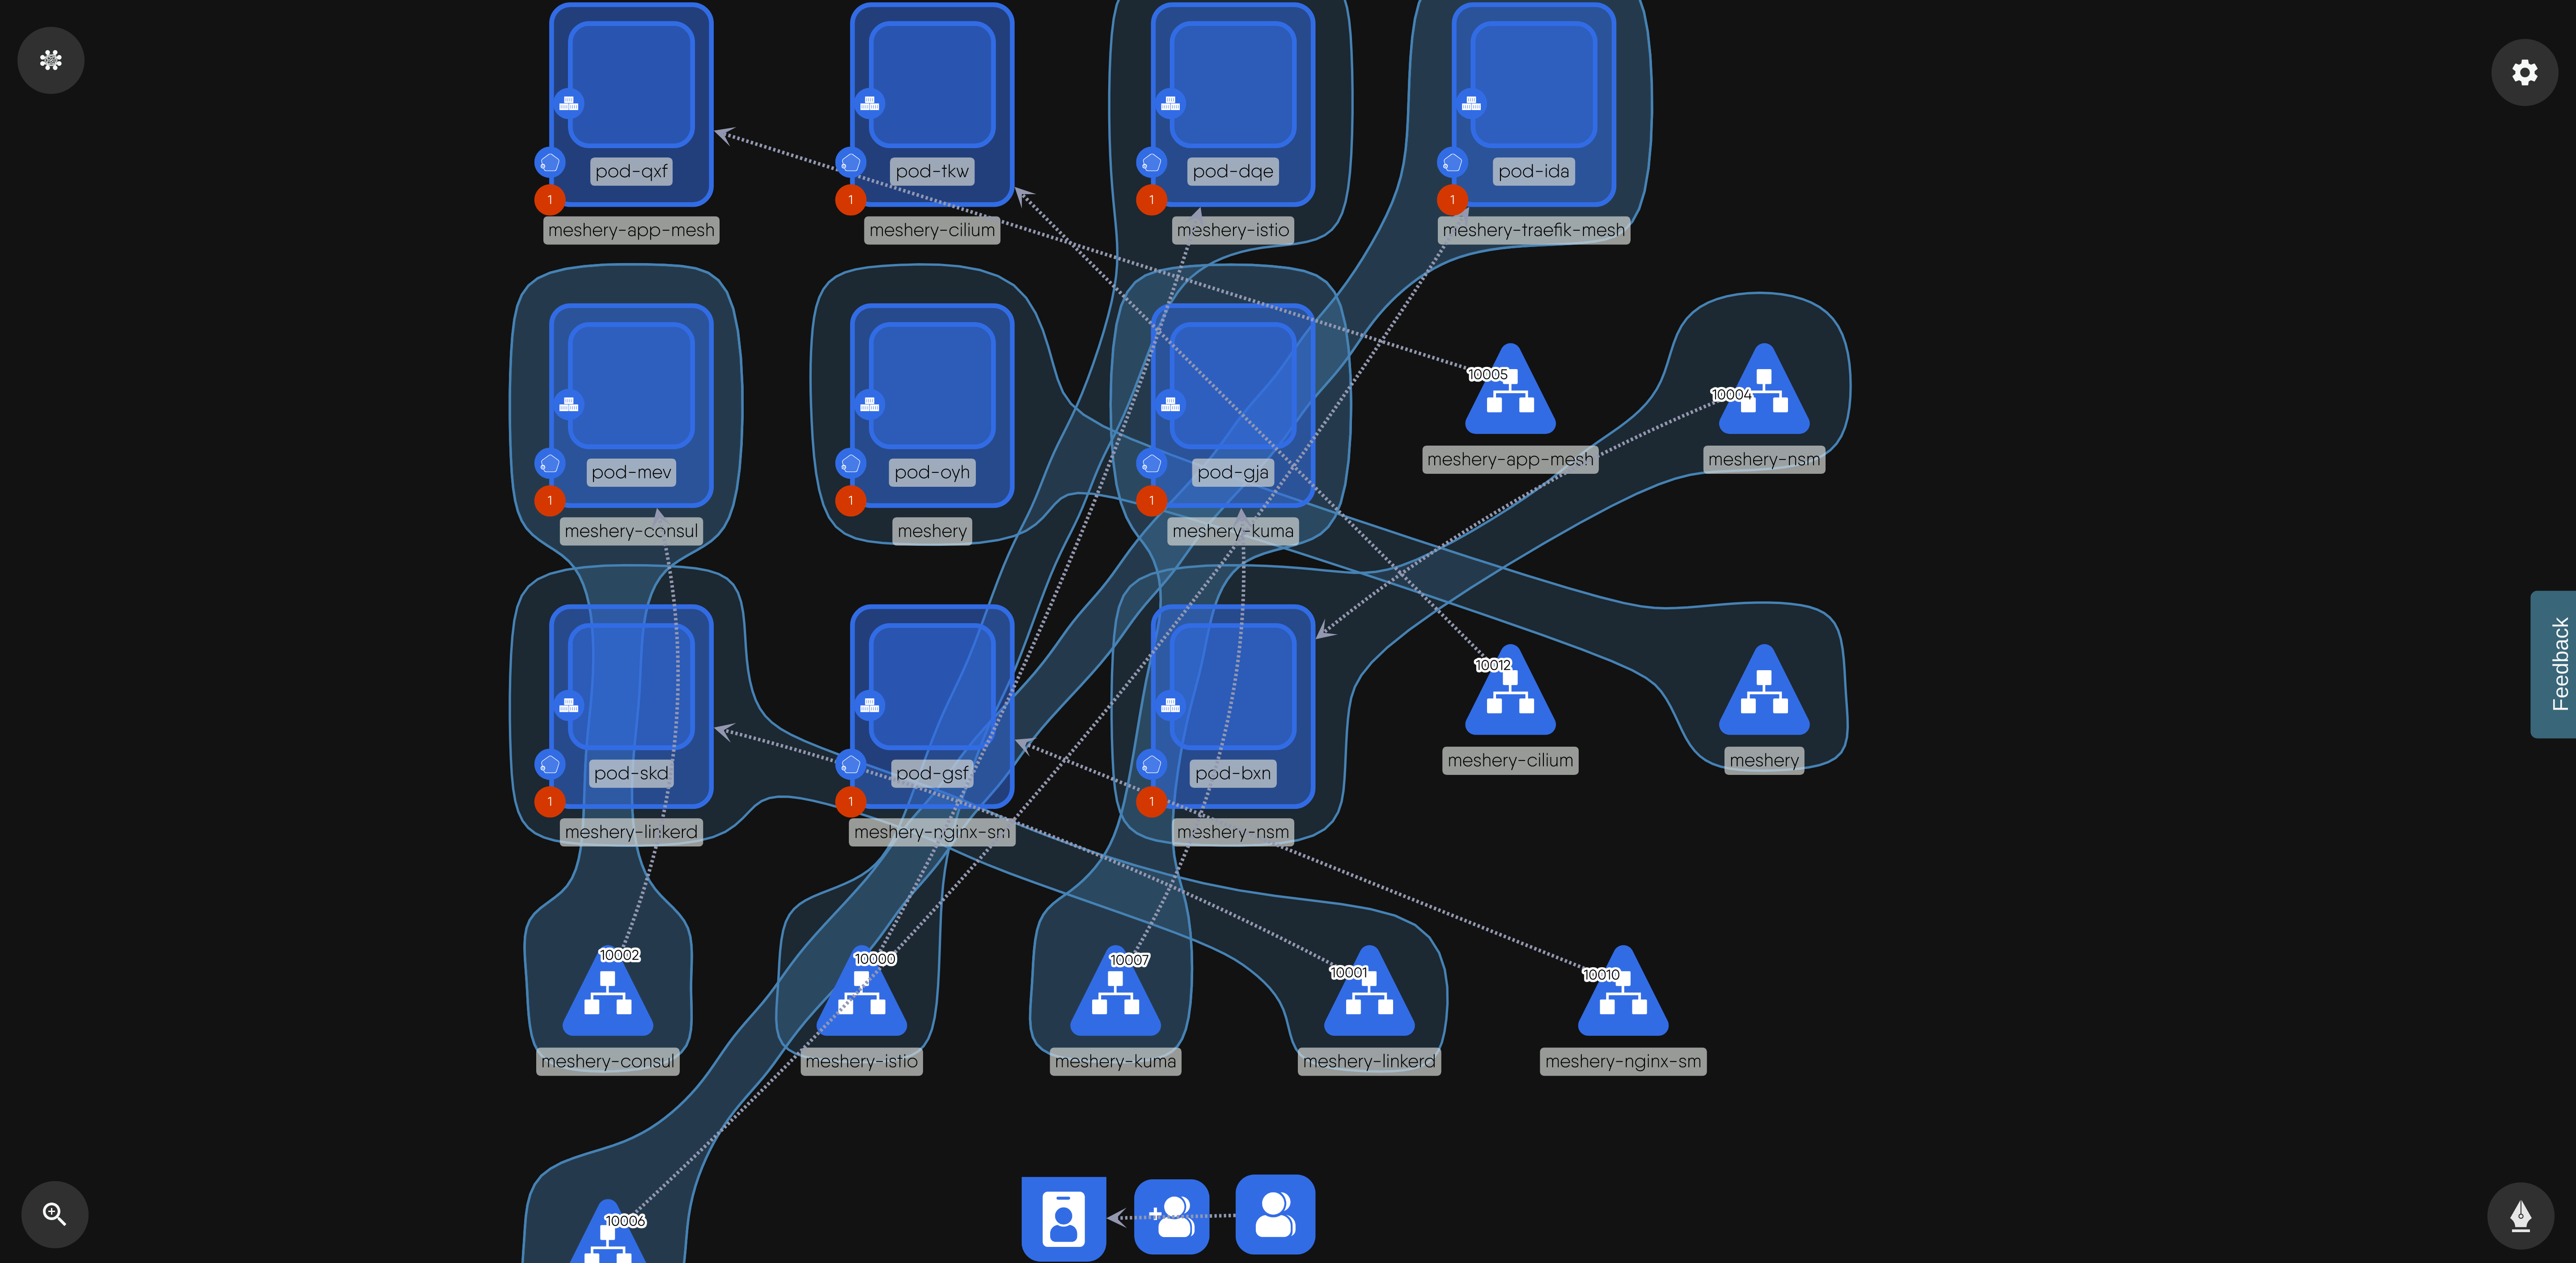 pod-qxf
pod-tkw
pod-dqe
pod-ida
1
1
1
1
meshery-app-mesh
meshery-cilium
meshery-istio
meshery-traefik-mesh
10005
10004
meshery-app-mesh
meshery-nsm
pod-mev
pod-oyh
pod-gja
1
1
1
meshery-consul
meshery
meshery-kuma
10012
meshery-cilium
meshery
pod-skd
pod-gsf
pod-bxn
1
1
1
meshery-linkerd
meshery-nginx-sm
meshery-nsm
Feedback
10002
10000
10007
10001
10010
meshery-consul
meshery-istio
meshery-kuma
meshery-linkerd
meshery-nginx-sm
10006